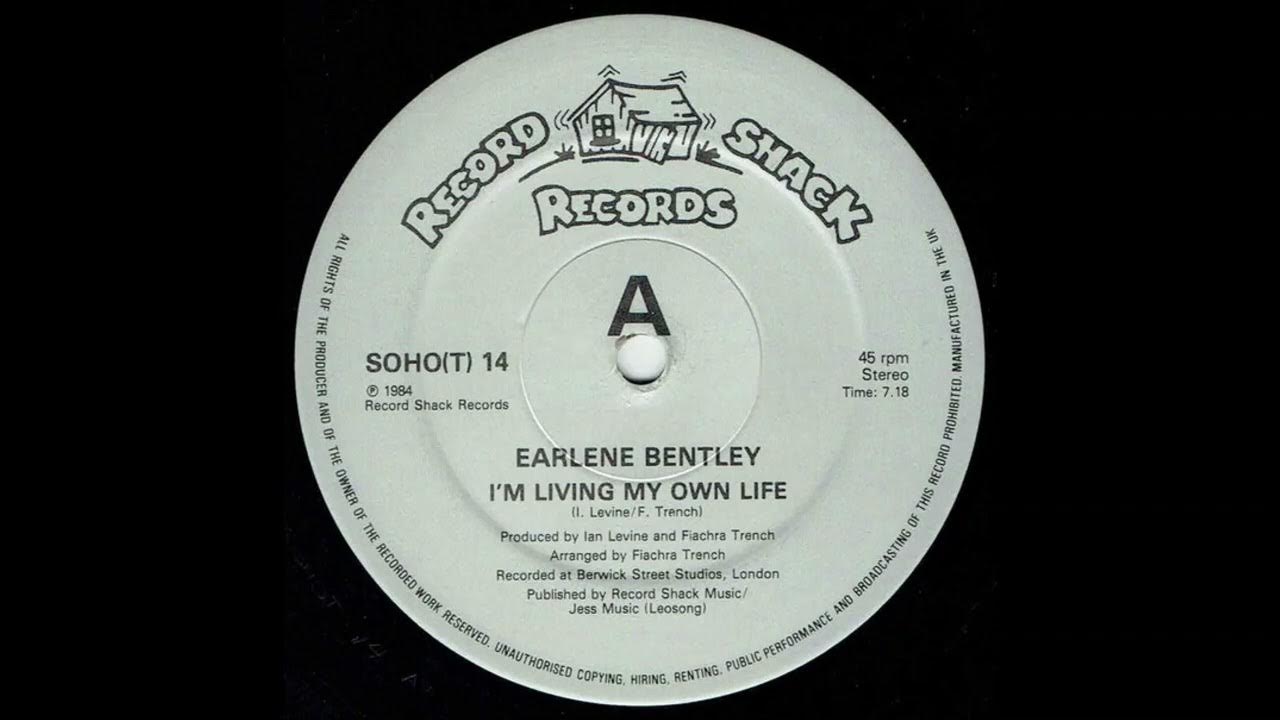 RECORD SHACK
RECORDS
A
SOHO(T) 14
℗ 1984
Record Shack Records
45 rpm
Stereo
Time: 7.18
EARLENE BENTLEY
I'M LIVING MY OWN LIFE
(I. Levine/F. Trench)
Produced by Ian Levine and Fiachra Trench
Arranged by Fiachra Trench
Recorded at Berwick Street Studios, London
Published by Record Shack Music/
Jess Music (Leosong)
ALL RIGHTS OF THE PRODUCER AND OF THE OWNER OF THE RECORDED WORK RESERVED. UNAUTHORISED COPYING, HIRING, RENTING, PUBLIC PERFORMANCE AND BROADCASTING OF THIS RECORD PROHIBITED. MANUFACTURED IN THE UK